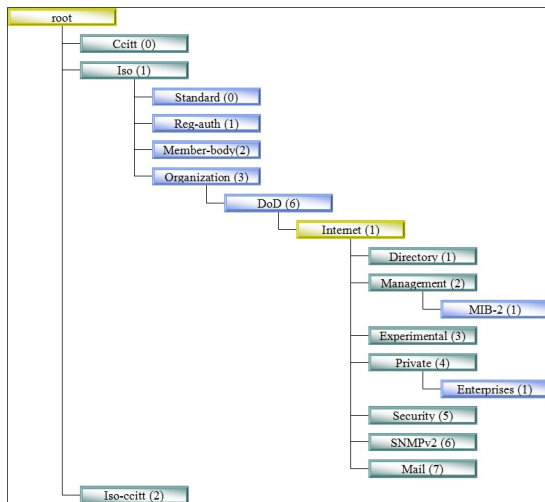 root
Ccitt (0)
Iso (1)
Standard (0)
Reg-auth (1)
Member-body(2)
Organization (3)
DoD (6)
Internet (1)
Directory (1)
Management (2)
MIB-2 (1)
Experimental (3)
Private (4)
Enterprises (1)
Security (5)
SNMPv2 (6)
Mail (7)
Iso-ccitt (2)